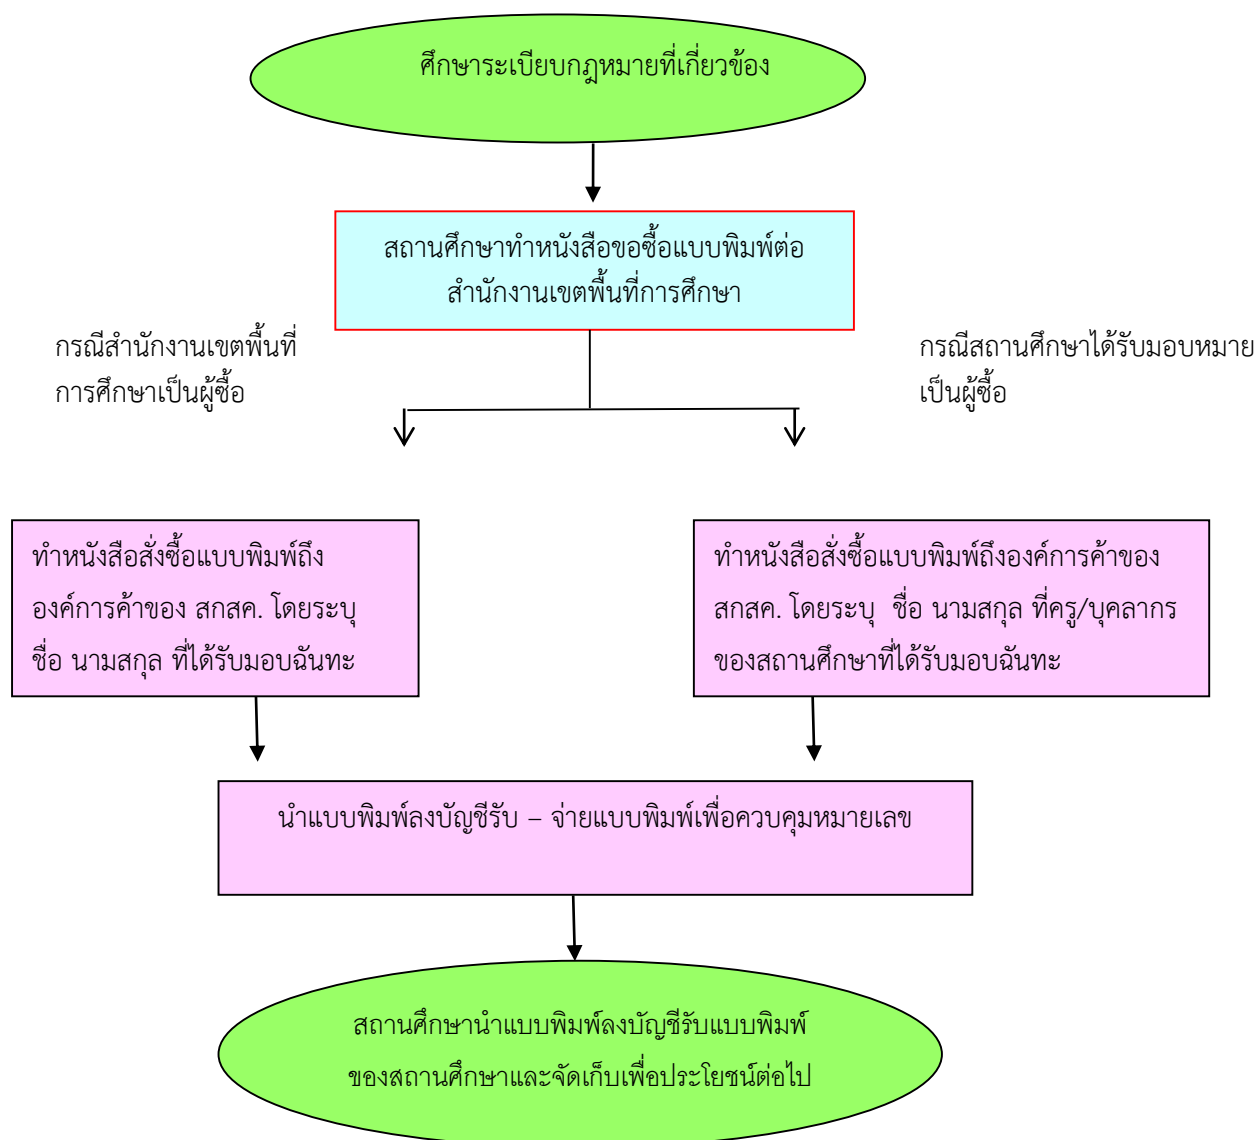 ศึกษาระเบียบกฎหมายที่เกี่ยวข้อง
สถานศึกษาทำหนังสือขอซื้อแบบพิมพ์ต่อ
สำนักงานเขตพื้นที่การศึกษา
กรณีสำนักงานเขตพื้นที่
การศึกษาเป็นผู้ซื้อ
กรณีสถานศึกษาได้รับมอบหมาย
เป็นผู้ซื้อ
ทำหนังสือสั่งซื้อแบบพิมพ์ถึง
องค์การค้าของ สกสค. โดยระบุ
ชื่อ นามสกุล ที่ได้รับมอบฉันทะ
ทำหนังสือสั่งซื้อแบบพิมพ์ถึงองค์การค้าของ
สกสค. โดยระบุ ชื่อ นามสกุล ที่ครู/บุคลากร
ของสถานศึกษาที่ได้รับมอบฉันทะ
นำแบบพิมพ์ลงบัญชีรับ – จ่ายแบบพิมพ์เพื่อควบคุมหมายเลข
สถานศึกษานำแบบพิมพ์ลงบัญชีรับแบบพิมพ์
ของสถานศึกษาและจัดเก็บเพื่อประโยชน์ต่อไป